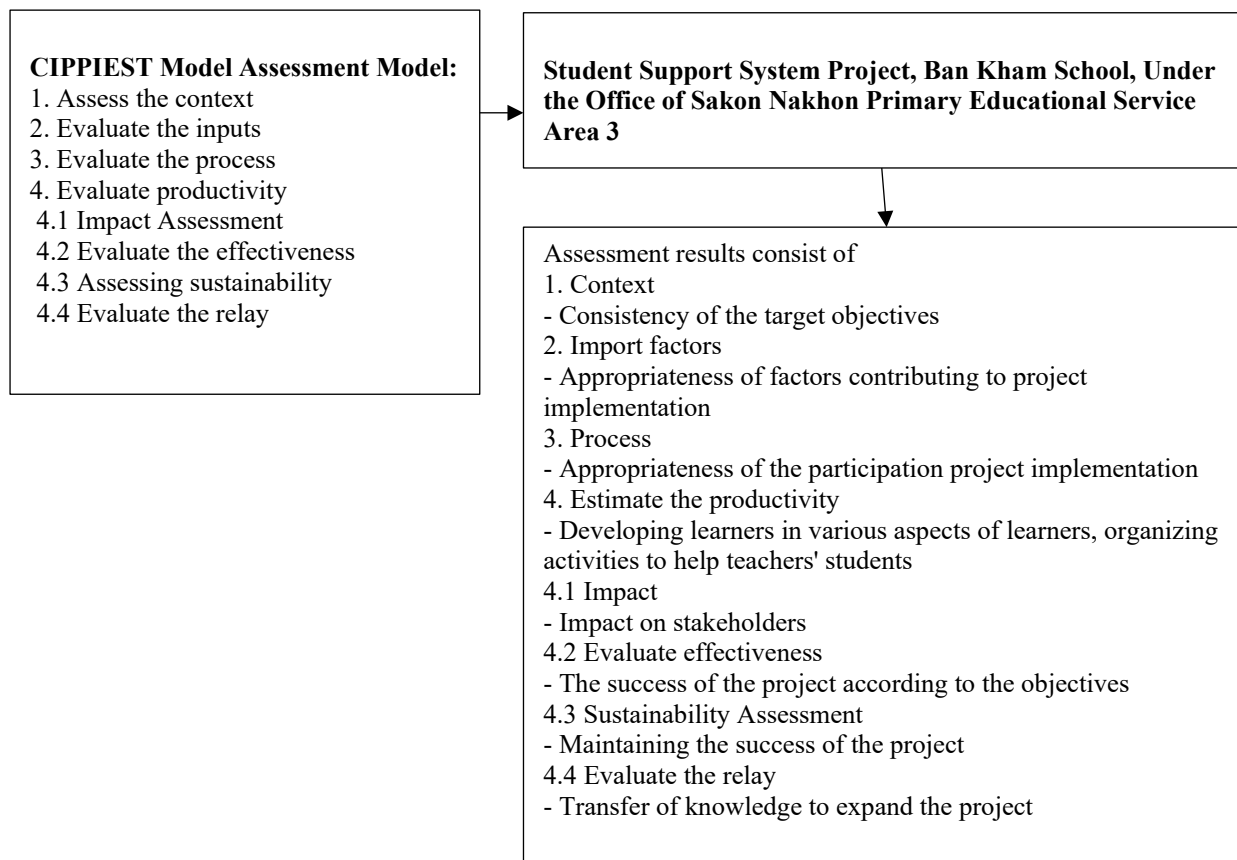 CIPPIEST Model Assessment Model:
1. Assess the context
2. Evaluate the inputs
3. Evaluate the process
4. Evaluate productivity
4.1 Impact Assessment
4.2 Evaluate the effectiveness
4.3 Assessing sustainability
4.4 Evaluate the relay
Student Support System Project, Ban Kham School, Under
the Office of Sakon Nakhon Primary Educational Service
Area 3
Assessment results consist of
1. Context
- Consistency of the target objectives
2. Import factors
- Appropriateness of factors contributing to project
implementation
3. Process
- Appropriateness of the participation project implementation
4. Estimate the productivity
- Developing learners in various aspects of learners, organizing
activities to help teachers' students
4.1 Impact
- Impact on stakeholders
4.2 Evaluate effectiveness
- The success of the project according to the objectives
4.3 Sustainability Assessment
- Maintaining the success of the project
4.4 Evaluate the relay
- Transfer of knowledge to expand the project